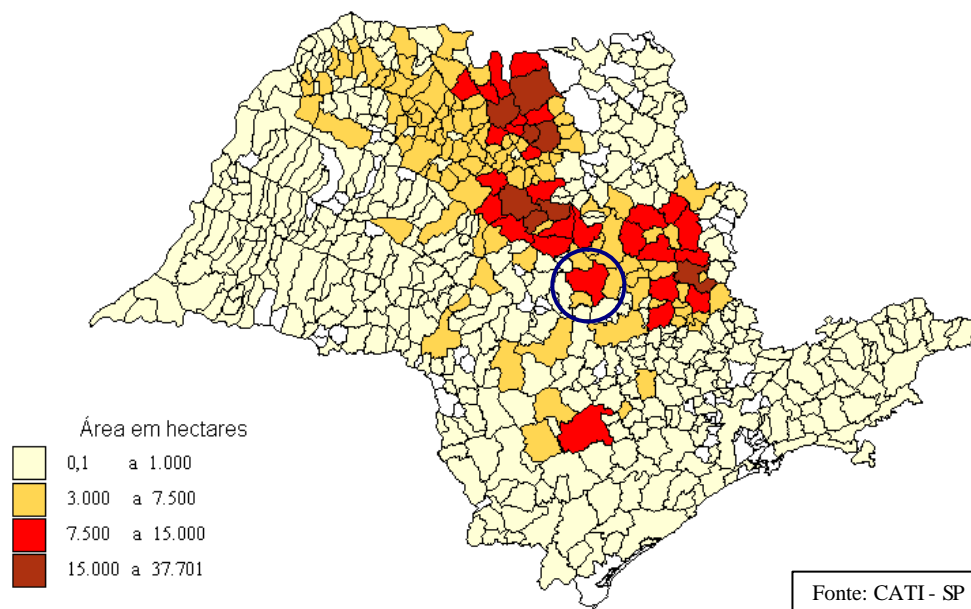 Área em hectares
0,1 a 1.000
3.000 a 7.500
7.500 a 15.000
15.000 a 37.701
Fonte: CATI - SP